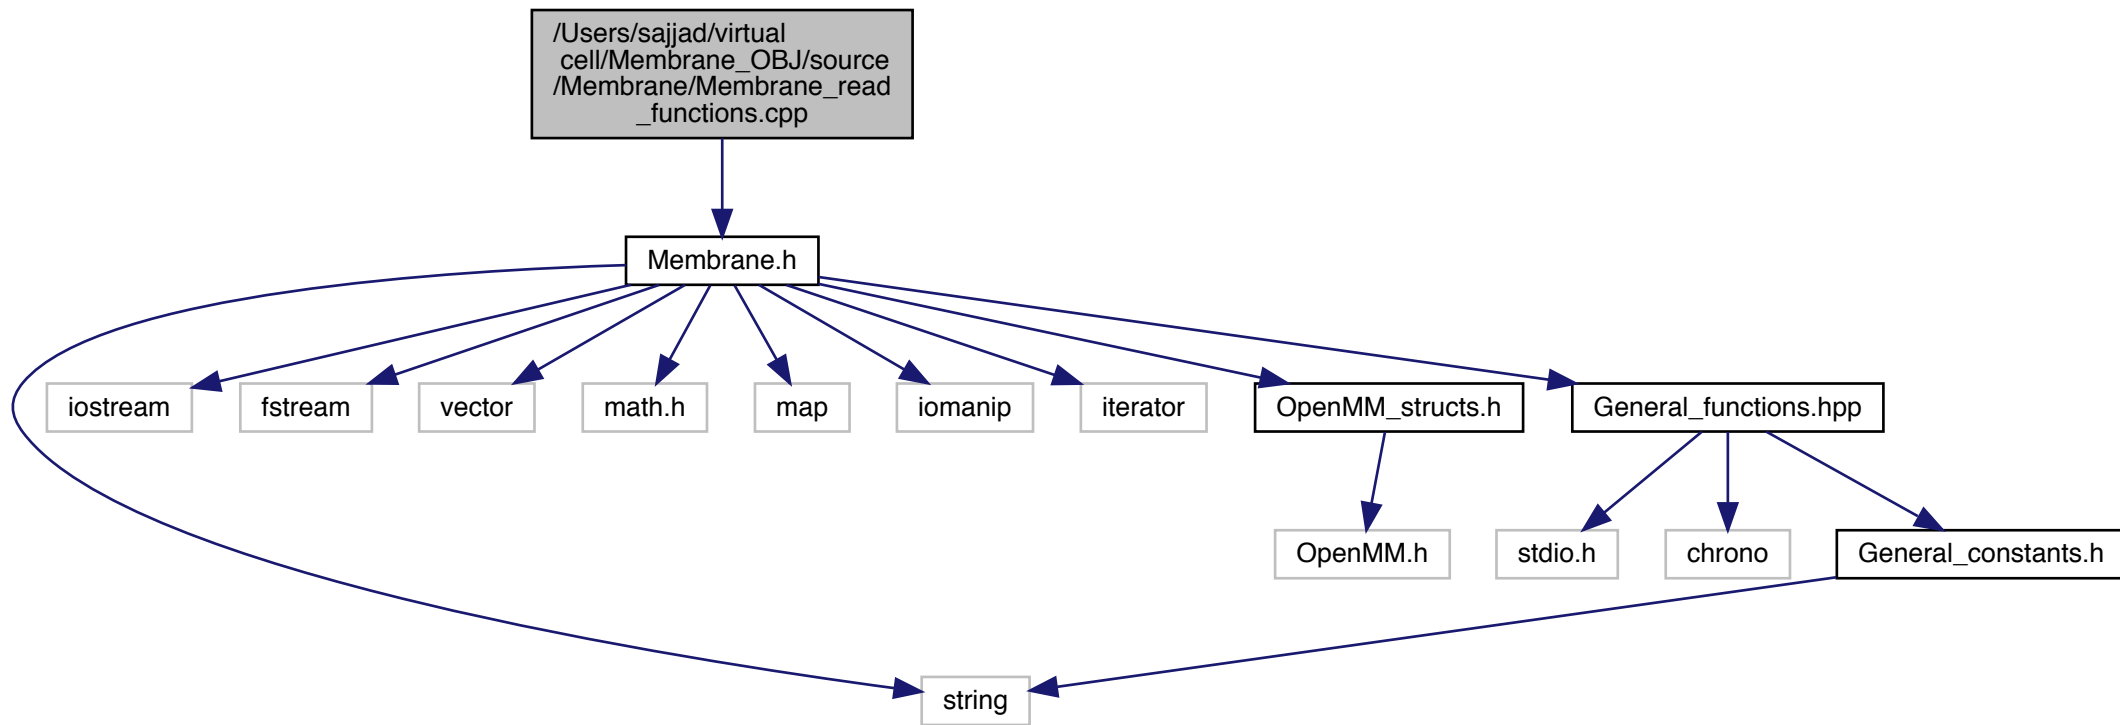 /Users/sajjad/virtual
cell/Membrane_OBJ/source
/Membrane/Membrane_read
_functions.cpp
Membrane.h
iostream
fstream
vector
math.h
map
iomanip
iterator
OpenMM_structs.h
General_functions.hpp
OpenMM.h
stdio.h
chrono
General_constants.h
string